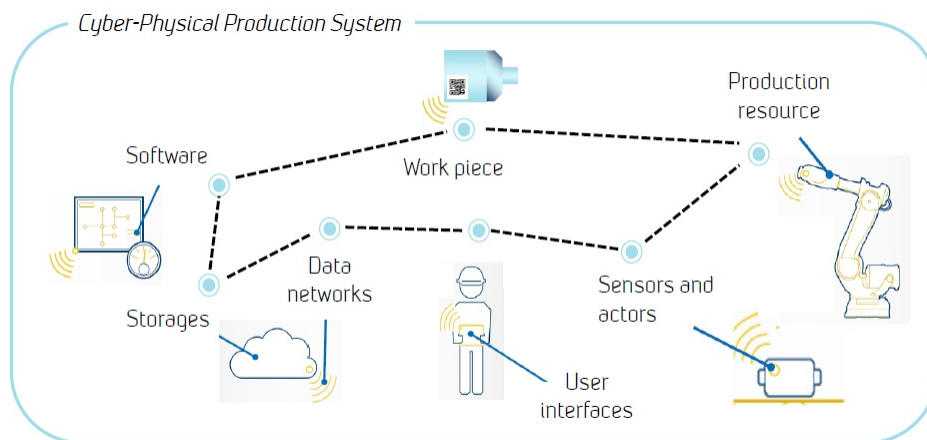 Cyber-Physical Production System
Production
resource
Software
Work piece
Data
networks
Sensors and
actors
Storages
User
interfaces